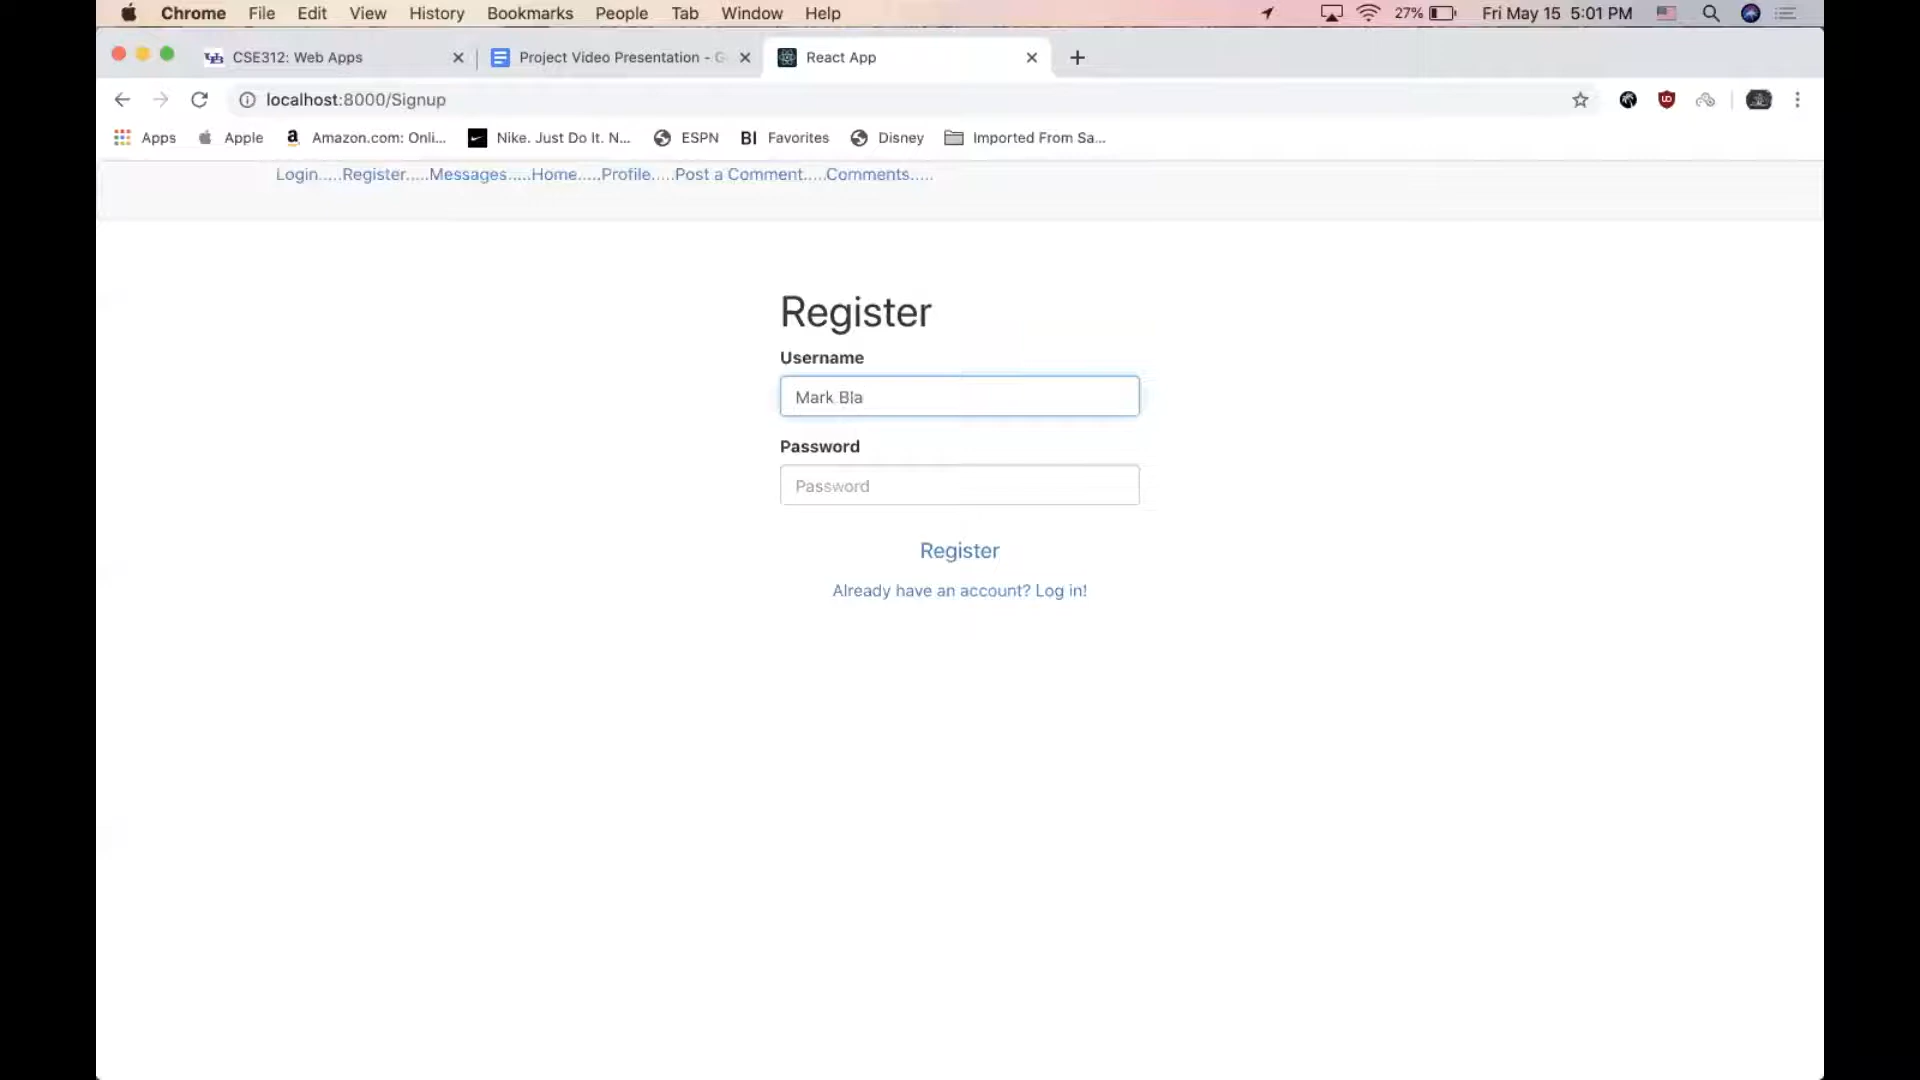 Chrome File Edit View History Bookmarks People Tab Window Help 27% Fri May 15 5:01 PM
CSE312: Web Apps Project Video Presentation - G React App
localhost:8000/Signup
Apps Apple Amazon.com: Onli... Nike. Just Do It. N... ESPN BI Favorites Disney Imported From Sa...
Login.....Register.....Messages.....Home.....Profile.....Post a Comment.....Comments.....
Register
Username
Mark Bla
Password
Password
Register
Already have an account? Log in!